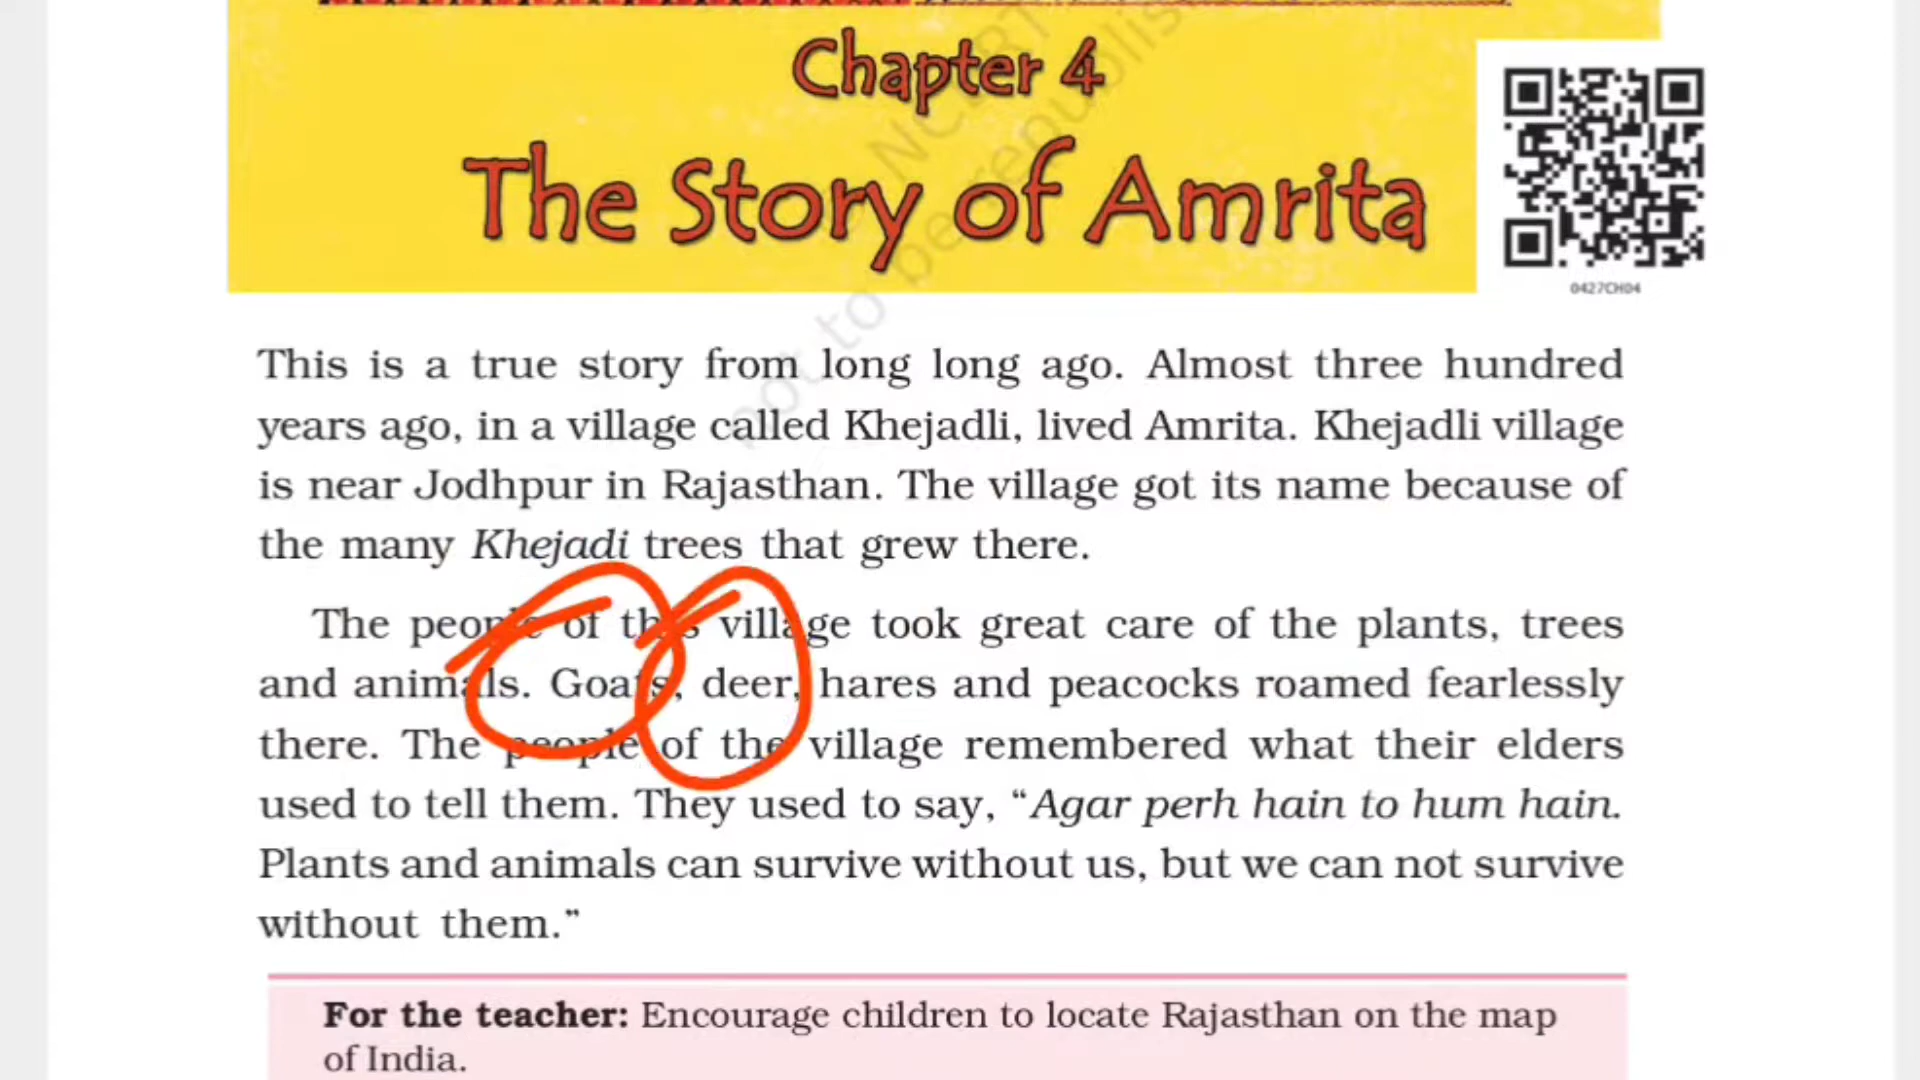 Chapter 4
The Story of Amrita
0427CH04
This is a true story from long long ago. Almost three hundred
years ago, in a village called Khejadli, lived Amrita. Khejadli village
is near Jodhpur in Rajasthan. The village got its name because of
the many Khejadi trees that grew there.
The people of this village took great care of the plants, trees
and animals. Goats, deer, hares and peacocks roamed fearlessly
there. The people of the village remembered what their elders
used to tell them. They used to say, “Agar perh hain to hum hain.
Plants and animals can survive without us, but we can not survive
without them.”
For the teacher: Encourage children to locate Rajasthan on the map
of India.
NCERT
not to be republis